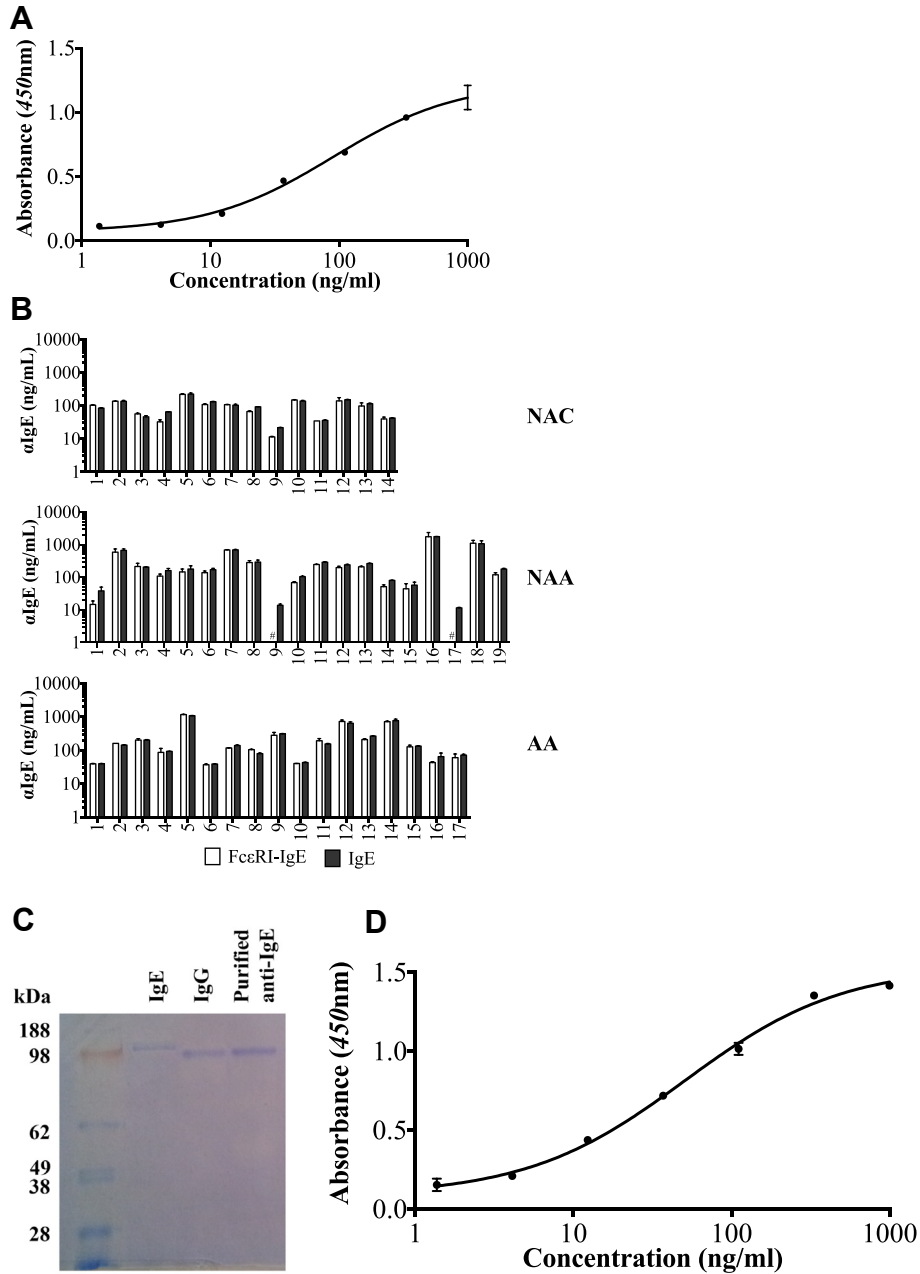 A
Absorbance (450nm)
1.5
1.0
0.5
0.0
1 10 100 1000
Concentration (ng/ml)
B
αIgE (ng/mL)
10000
1000
100
10
1
1 2 3 4 5 6 7 8 9 10 11 12 13 14
NAC
αIgE (ng/mL)
10000
1000
100
10
1
# #
1 2 3 4 5 6 7 8 9 10 11 12 13 14 15 16 17 18 19
NAA
αIgE (ng/mL)
10000
1000
100
10
1
1 2 3 4 5 6 7 8 9 10 11 12 13 14 15 16 17
AA
FcεRI-IgE IgE
C
kDa
IgE
IgG
Purified
anti-IgE
188
98
62
49
38
28
D
Absorbance (450nm)
1.5
1.0
0.5
0.0
1 10 100 1000
Concentration (ng/ml)